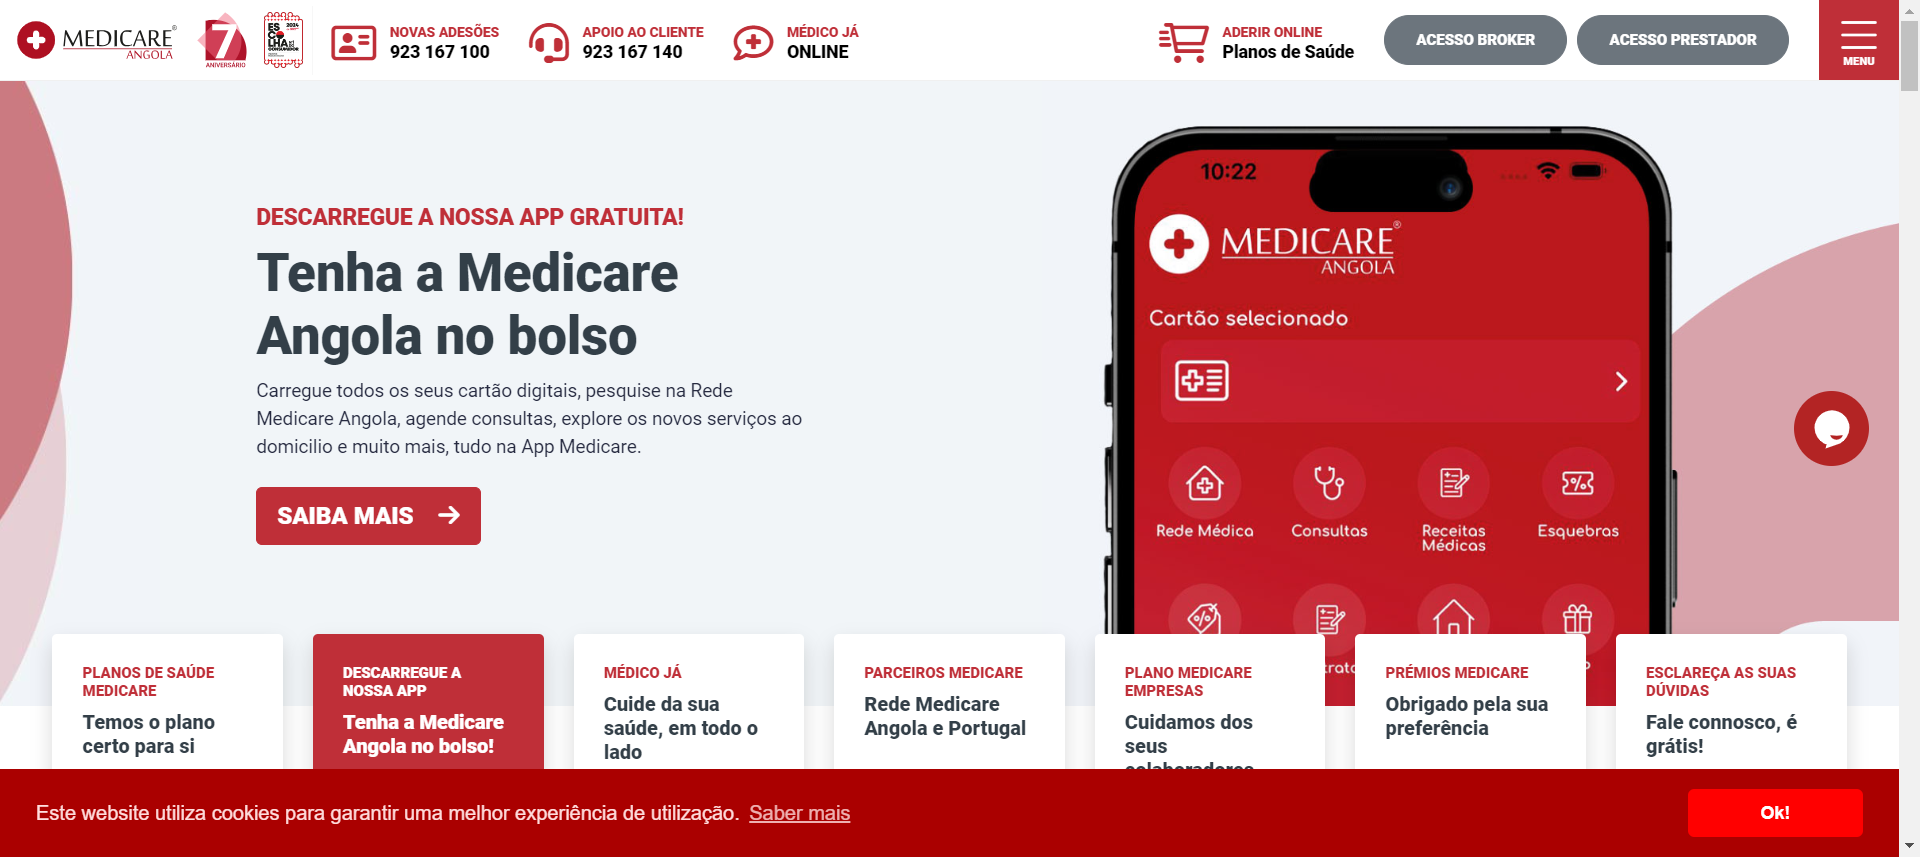 MEDICARE®
ANGOLA
7
ANIVERSÁRIO
ES
COLHA
2024
NOVAS ADESÕES
923 167 100
APOIO AO CLIENTE
923 167 140
MÉDICO JÁ
ONLINE
ADERIR ONLINE
Planos de Saúde
ACESSO BROKER
ACESSO PRESTADOR
MENU
DESCARREGUE A NOSSA APP GRATUITA!
Tenha a Medicare
Angola no bolso
Carregue todos os seus cartão digitais, pesquise na Rede
Medicare Angola, agende consultas, explore os novos serviços ao
domicilio e muito mais, tudo na App Medicare.
SAIBA MAIS
10:22
MEDICARE®
ANGOLA
Cartão selecionado
Rede Médica
Consultas
Receitas
Médicas
Esquebras
PLANOS DE SAÚDE
MEDICARE
Temos o plano
certo para si
DESCARREGUE A
NOSSA APP
Tenha a Medicare
Angola no bolso!
MÉDICO JÁ
Cuide da sua
saúde, em todo o
lado
PARCEIROS MEDICARE
Rede Medicare
Angola e Portugal
PLANO MEDICARE
EMPRESAS
Cuidamos dos
seus
colaboradores
PRÉMIOS MEDICARE
Obrigado pela sua
preferência
ESCLAREÇA AS SUAS
DÚVIDAS
Fale connosco, é
grátis!
Este website utiliza cookies para garantir uma melhor experiência de utilização. Saber mais
Ok!